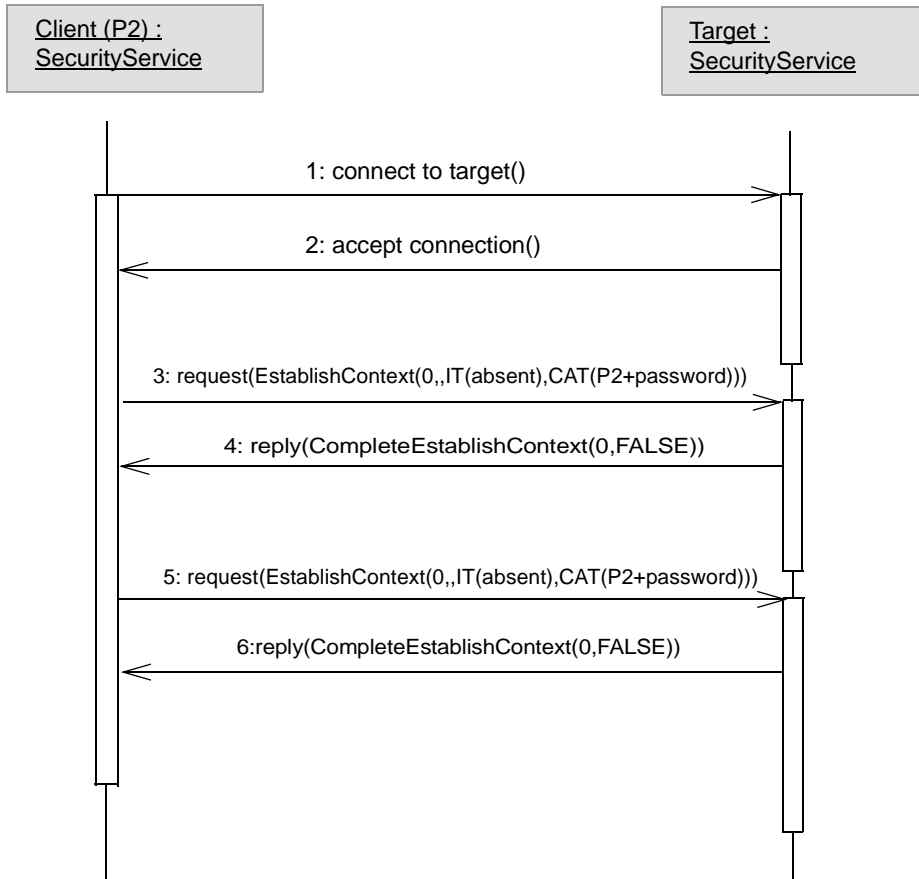 Client (P2) :
SecurityService
Target :
SecurityService
1: connect to target()
2: accept connection()
3: request(EstablishContext(0,,IT(absent),CAT(P2+password)))
4: reply(CompleteEstablishContext(0,FALSE))
5: request(EstablishContext(0,,IT(absent),CAT(P2+password)))
6:reply(CompleteEstablishContext(0,FALSE))